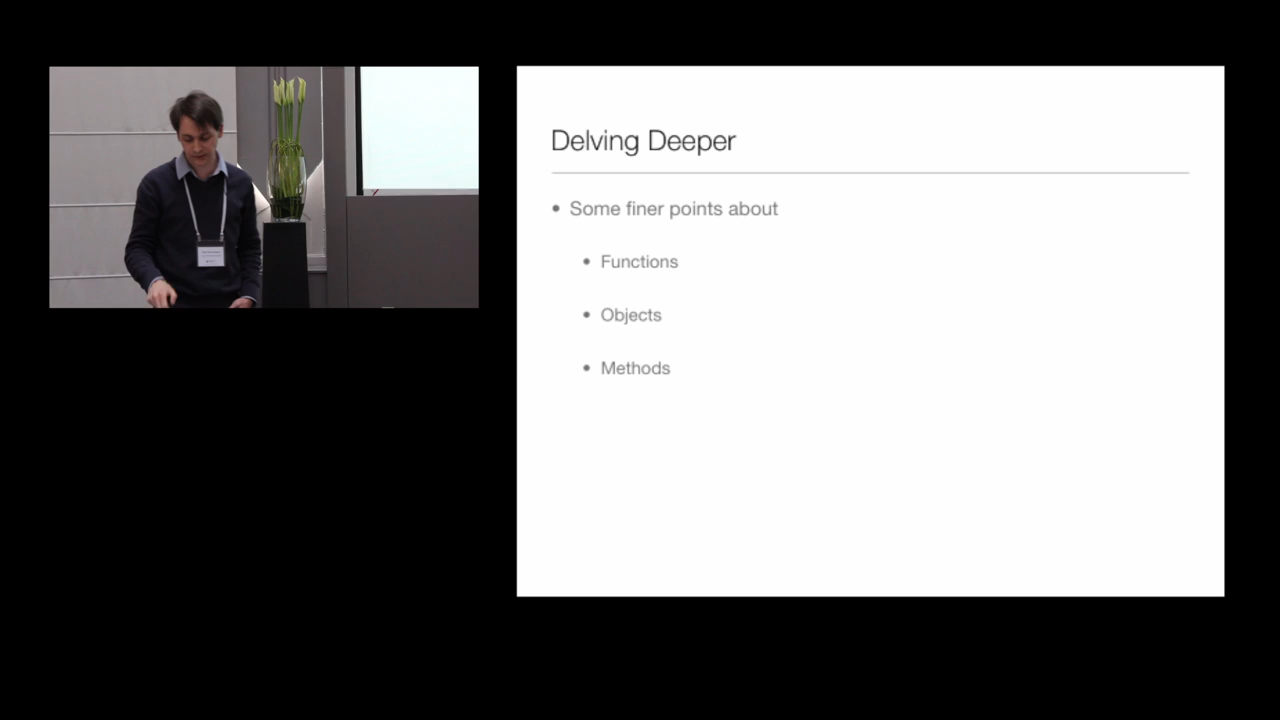 Delving Deeper
• Some finer points about
• Functions
• Objects
• Methods